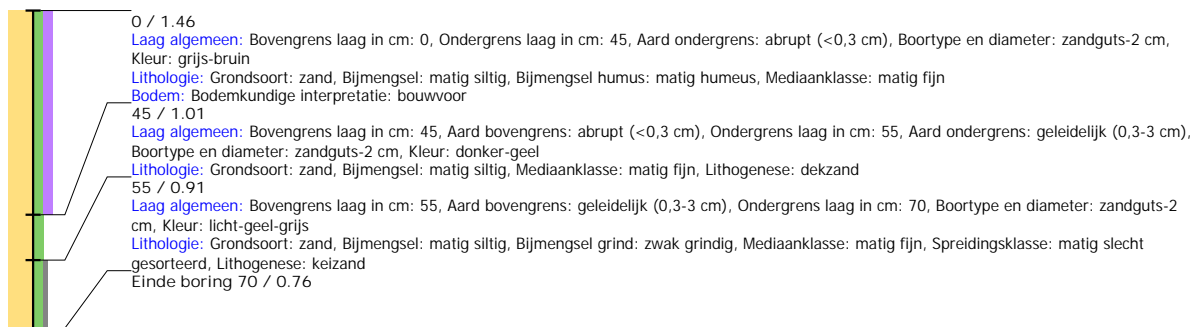 0 / 1.46
Laag algemeen: Bovengrens laag in cm: 0, Ondergrens laag in cm: 45, Aard ondergrens: abrupt (<0,3 cm), Boortype en diameter: zandguts-2 cm,
Kleur: grijs-bruin
Lithologie: Grondsoort: zand, Bijmengsel: matig siltig, Bijmengsel humus: matig humeus, Mediaanklasse: matig fijn
Bodem: Bodemkundige interpretatie: bouwvoor
45 / 1.01
Laag algemeen: Bovengrens laag in cm: 45, Aard bovengrens: abrupt (<0,3 cm), Ondergrens laag in cm: 55, Aard ondergrens: geleidelijk (0,3-3 cm),
Boortype en diameter: zandguts-2 cm, Kleur: donker-geel
Lithologie: Grondsoort: zand, Bijmengsel: matig siltig, Mediaanklasse: matig fijn, Lithogenese: dekzand
55 / 0.91
Laag algemeen: Bovengrens laag in cm: 55, Aard bovengrens: geleidelijk (0,3-3 cm), Ondergrens laag in cm: 70, Boortype en diameter: zandguts-2
cm, Kleur: licht-geel-grijs
Lithologie: Grondsoort: zand, Bijmengsel: matig siltig, Bijmengsel grind: zwak grindig, Mediaanklasse: matig fijn, Spreidingsklasse: matig slecht
gesorteerd, Lithogenese: keizand
Einde boring 70 / 0.76